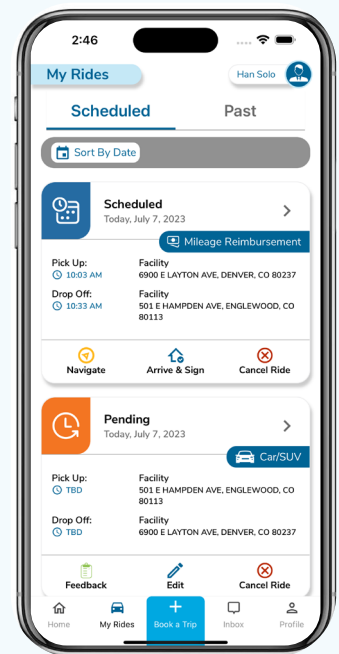 2:46
My Rides
Han Solo
Scheduled
Past
Sort By Date
Scheduled
Today, July 7, 2023
Mileage Reimbursement
Pick Up:
Facility
10:03 AM
6900 E LAYTON AVE, DENVER, CO 80237
Drop Off:
Facility
10:33 AM
501 E HAMPDEN AVE, ENGLEWOOD, CO
80113
Navigate
Arrive & Sign
Cancel Ride
Pending
Today, July 7, 2023
Car/SUV
Pick Up:
Facility
TBD
501 E HAMPDEN AVE, ENGLEWOOD, CO
80113
Drop Off:
Facility
TBD
6900 E LAYTON AVE, DENVER, CO 80237
Feedback
Edit
Cancel Ride
Home
My Rides
Book a Trip
Inbox
Profile